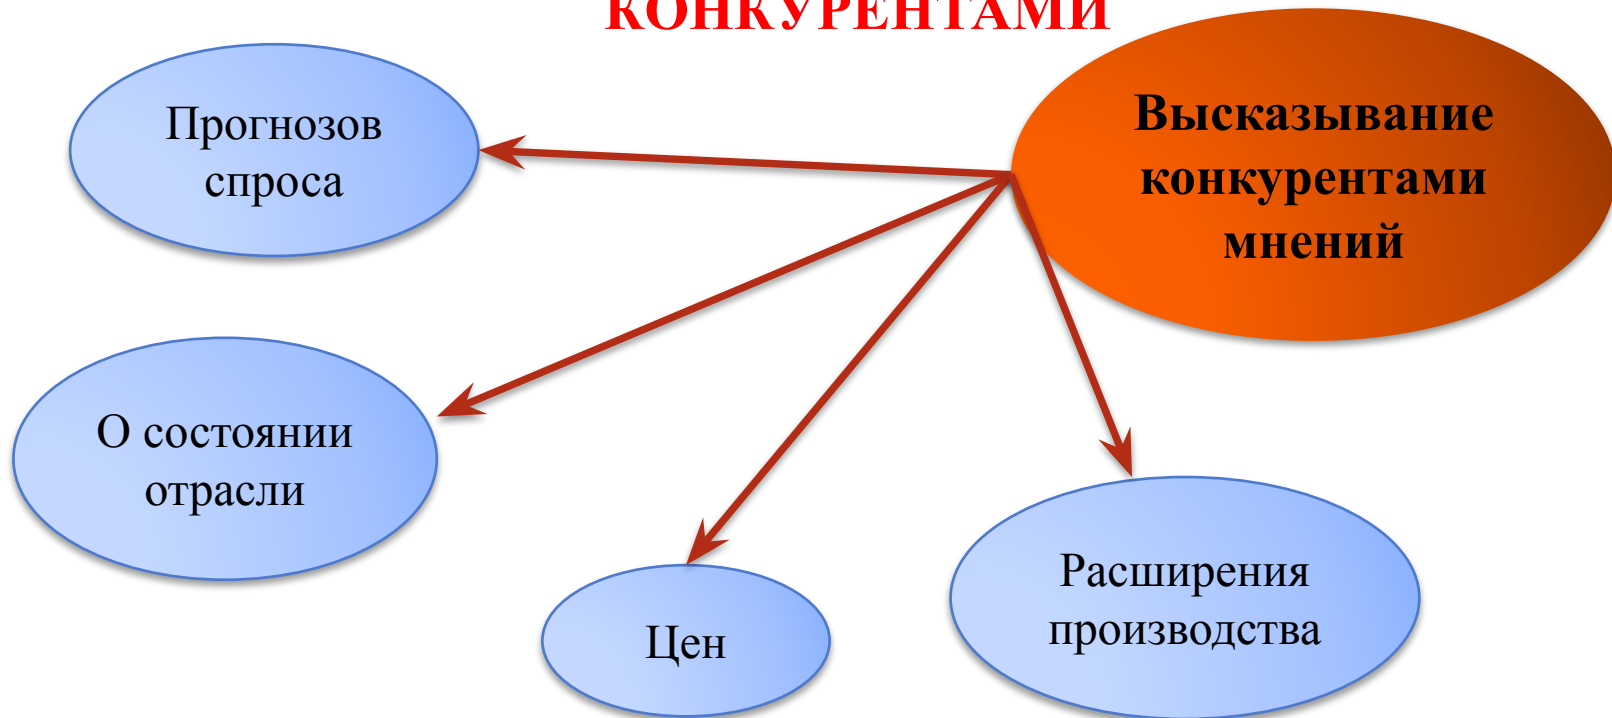 КОНКУРЕНТАМИ
Высказывание
конкурентами
мнений
Прогнозов
спроса
О состоянии
отрасли
Цен
Расширения
производства